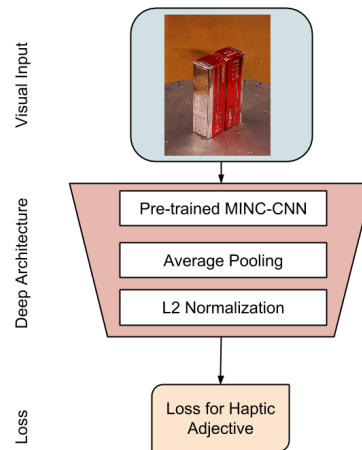 Visual Input
Pre-trained MINC-CNN
Average Pooling
L2 Normalization
Deep Architecture
Loss for Haptic
Adjective
Loss